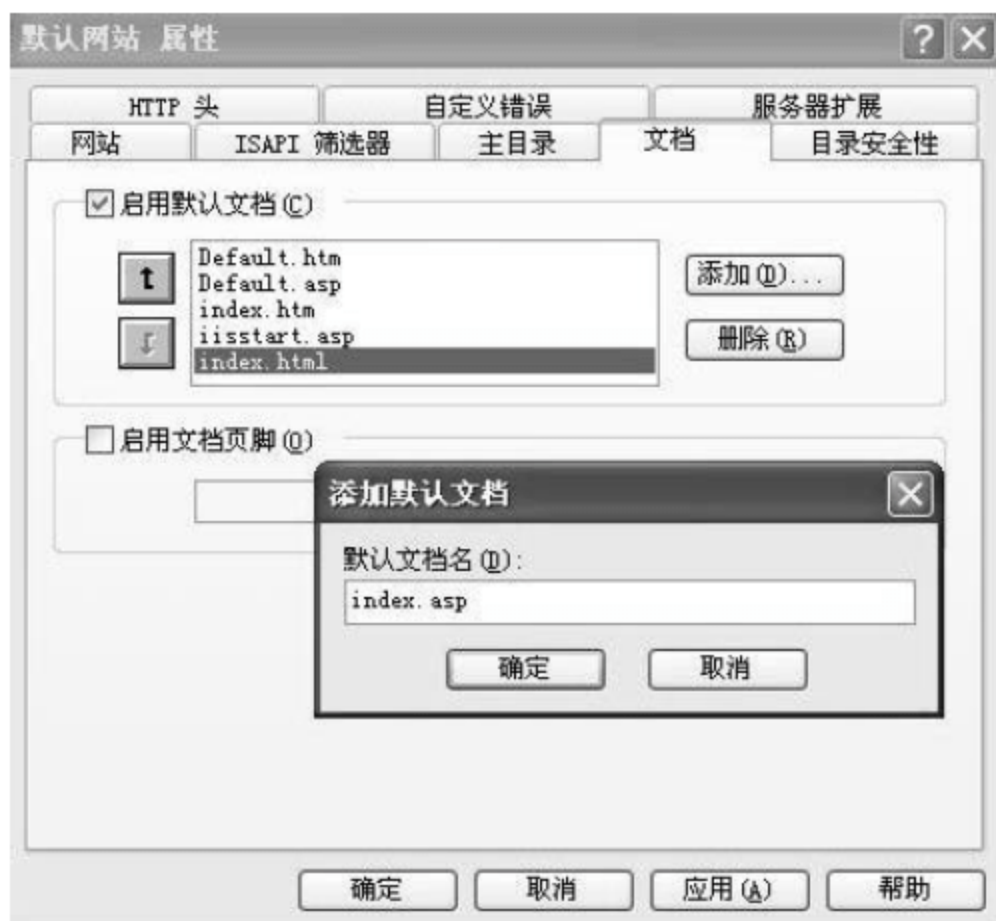 默认网站 属性
HTTP 头 自定义错误 服务器扩展
网站 ISAPI 筛选器 主目录 文档 目录安全性
启用默认文档(C)
Default.htm
Default.asp
index.htm
iisstart.asp
index.html
添加(D)...
删除(R)
启用文档页脚(O)
添加默认文档
默认文档名(D):
index.asp
确定 取消
确定 取消 应用(A) 帮助